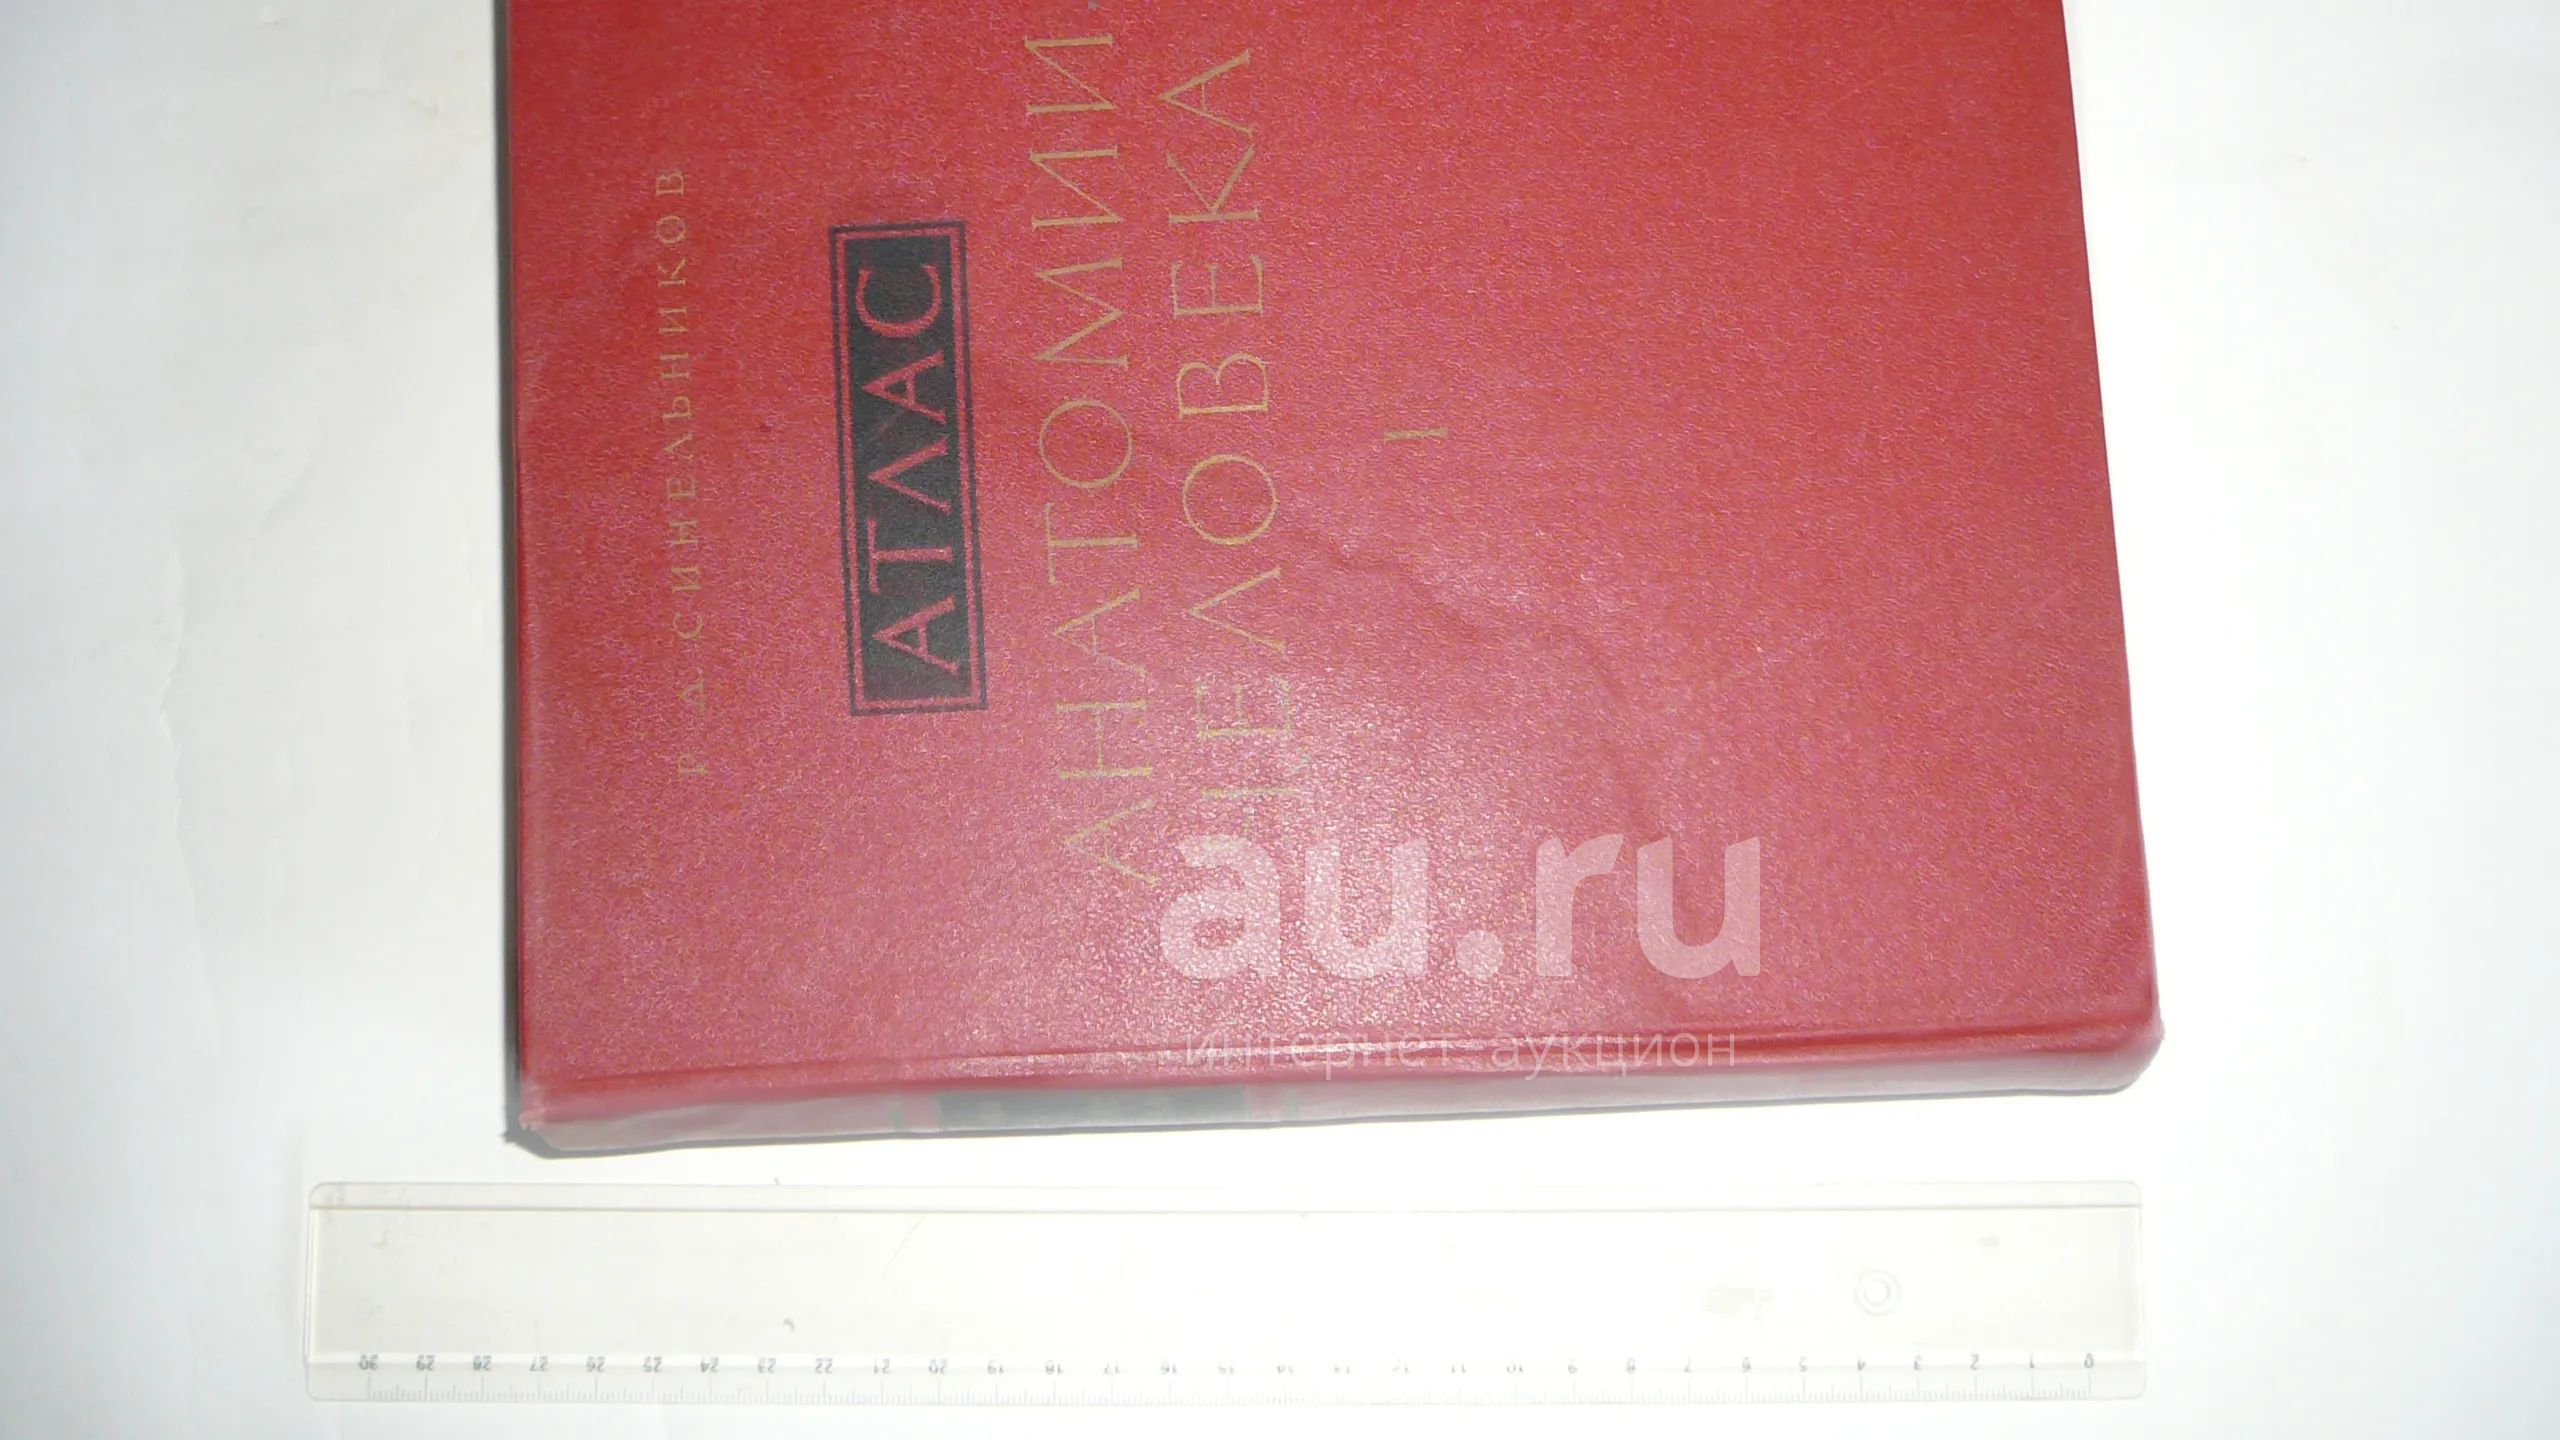 Р. Д. СИНЕЛЬНИКОВ
АТЛАС
АНАТОМИИ
ЧЕЛОВЕКА
I
au.ru
интернет-аукцион
30 29 28 27 26 25 24 23 22 21 20 19 18 17 16 15 14 13 12 11 10 9 8 7 6 5 4 3 2 1 0